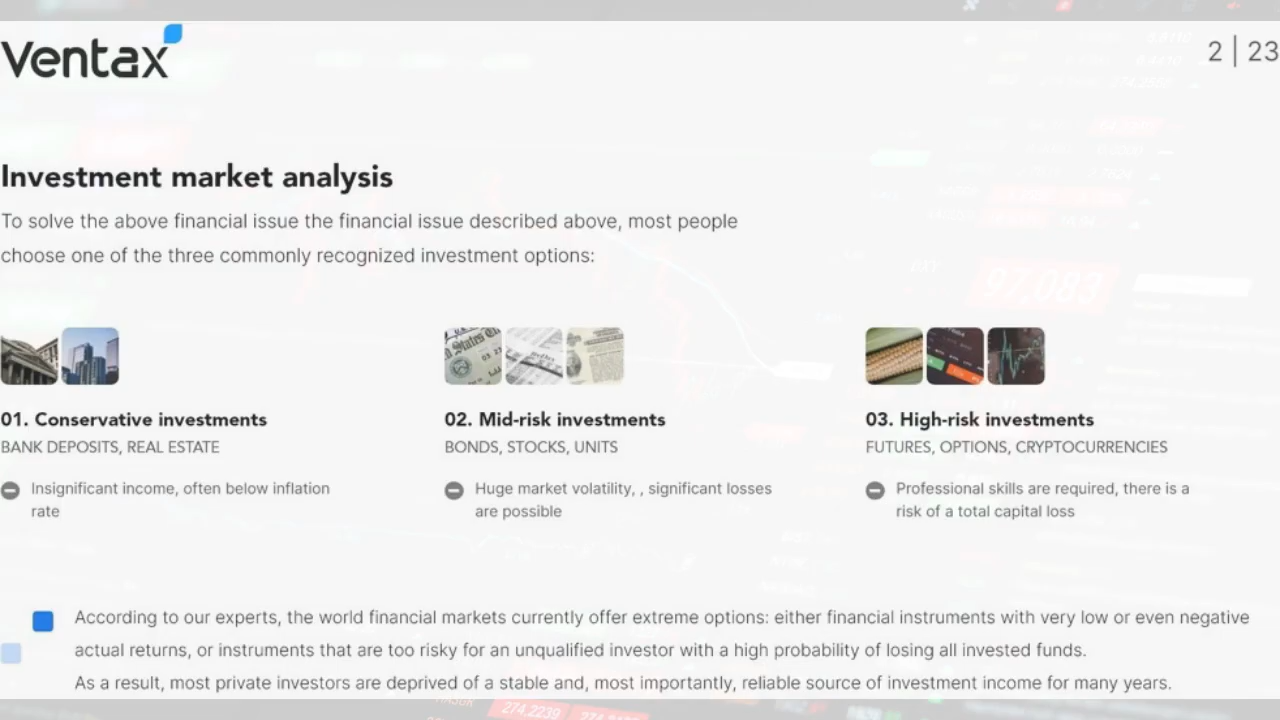 Ventax
2 | 23
Investment market analysis
To solve the above financial issue the financial issue described above, most people
choose one of the three commonly recognized investment options:
97,083
01. Conservative investments
BANK DEPOSITS, REAL ESTATE
Insignificant income, often below inflation
rate
02. Mid-risk investments
BONDS, STOCKS, UNITS
Huge market volatility, , significant losses
are possible
03. High-risk investments
FUTURES, OPTIONS, CRYPTOCURRENCIES
Professional skills are required, there is a
risk of a total capital loss
According to our experts, the world financial markets currently offer extreme options: either financial instruments with very low or even negative
actual returns, or instruments that are too risky for an unqualified investor with a high probability of losing all invested funds.
As a result, most private investors are deprived of a stable and, most importantly, reliable source of investment income for many years.
274,2239